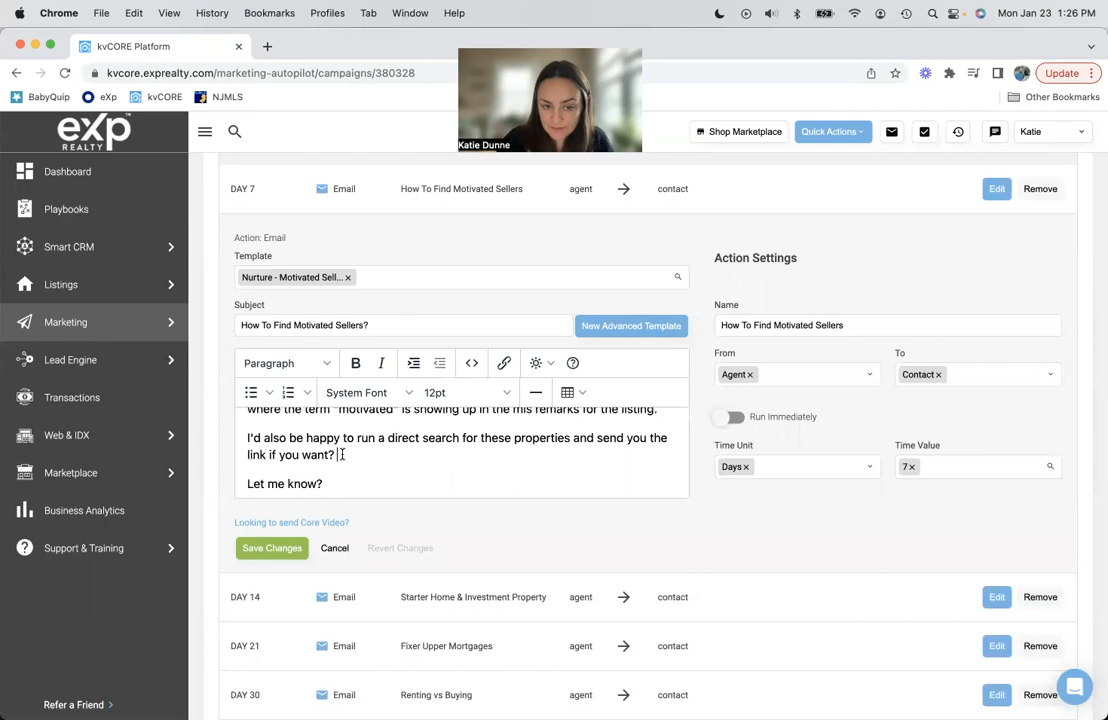 Chrome File Edit View History Bookmarks Profiles Tab Window Help Mon Jan 23 1:26 PM
kvCORE Platform
kvcore.exprealty.com/marketing-autopilot/campaigns/380328 Update
BabyQuip eXp kvCORE NJMLS Other Bookmarks
Katie Dunne
eXp REALTY
Shop Marketplace Quick Actions Katie
Dashboard
Playbooks
Smart CRM
Listings
Marketing
Lead Engine
Transactions
Web & IDX
Marketplace
Business Analytics
Support & Training
Refer a Friend
DAY 7 Email How To Find Motivated Sellers agent contact Edit Remove
Action: Email
Template
Nurture - Motivated Sell... ×
Subject
How To Find Motivated Sellers? New Advanced Template
Paragraph B I
System Font 12pt
where the term "motivated" is showing up in the mls remarks for the listing.
I'd also be happy to run a direct search for these properties and send you the
link if you want?
Let me know?
Looking to send Core Video?
Save Changes Cancel Revert Changes
Action Settings
Name
How To Find Motivated Sellers
From To
Agent × Contact ×
Run Immediately
Time Unit Time Value
Days × 7 ×
DAY 14 Email Starter Home & Investment Property agent contact Edit Remove
DAY 21 Email Fixer Upper Mortgages agent contact Edit Remove
DAY 30 Email Renting vs Buying agent contact Edit Remove